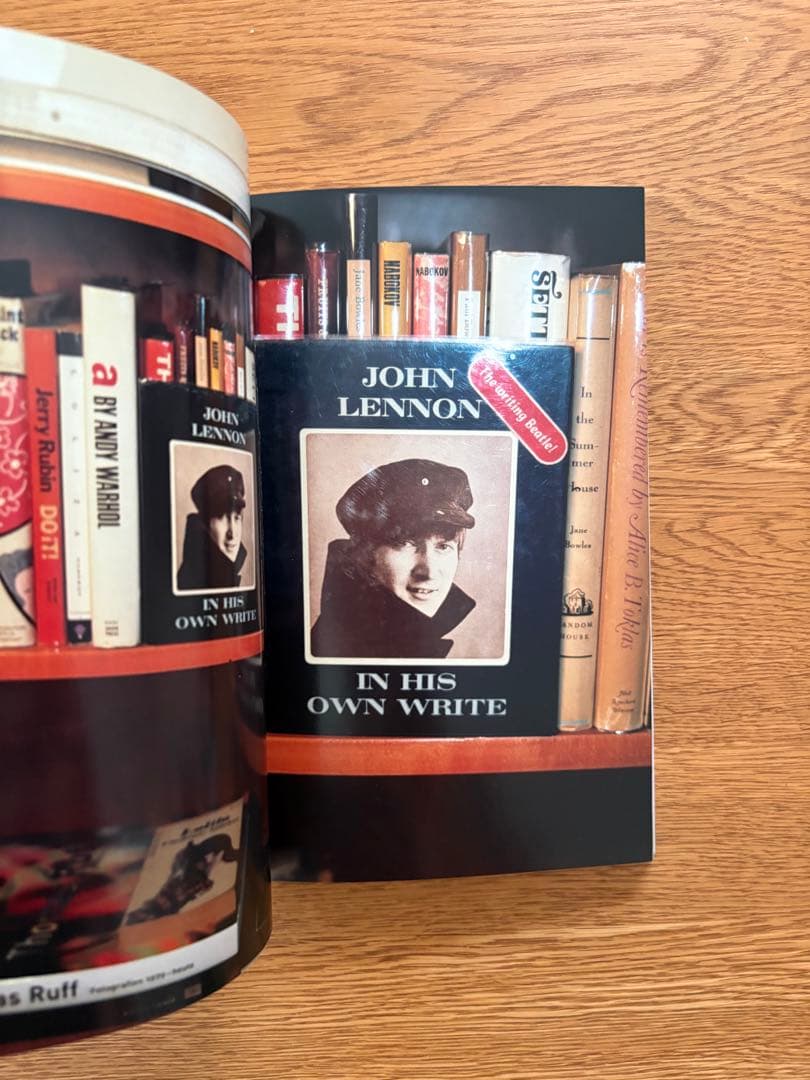 Jerry Rubin DO iT!
a BY ANDY WARHOL
JOHN
LENNON
IN HIS
OWN WRITE
Ruff Fotografien 1979–heute
Jane Bowles
NABOKOV
NABOKOV
JOHN
LENNON
The Writing Beatle!
IN HIS
OWN WRITE
In
the
Sum-
mer
House
Jane
Bowles
RANDOM
HOUSE
Remembered by Alice B. Toklas